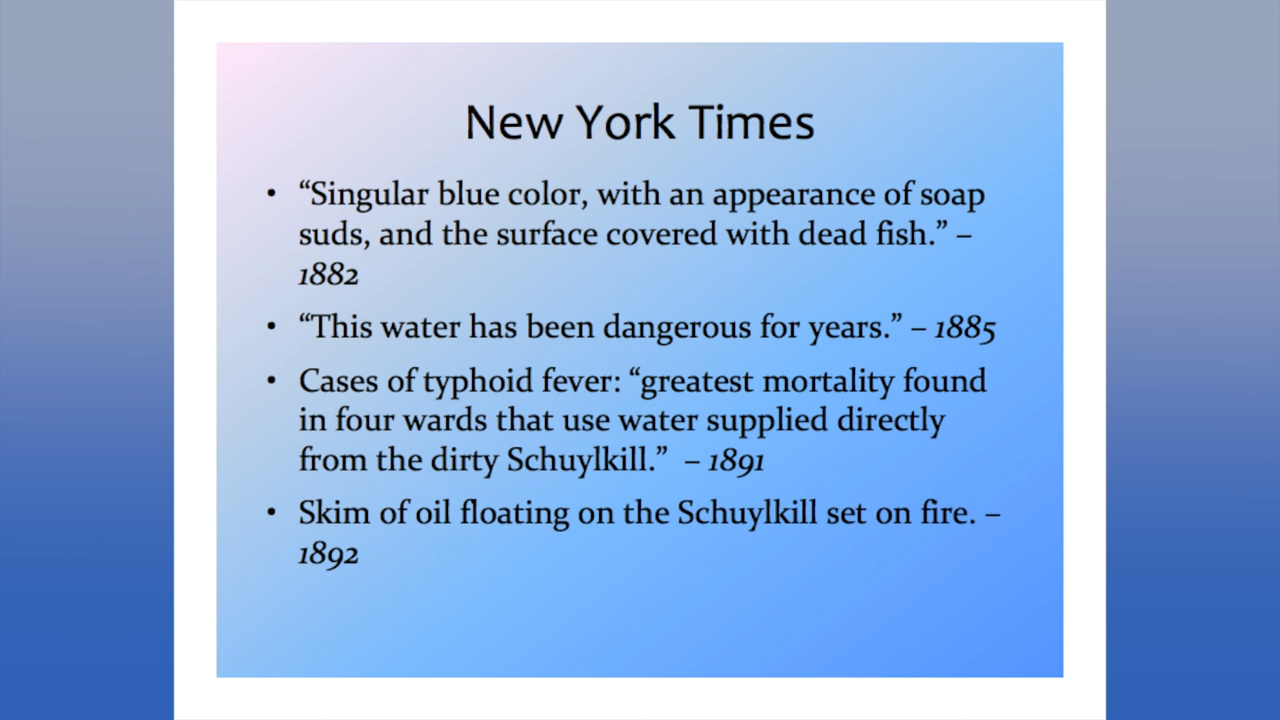 New York Times
• “Singular blue color, with an appearance of soap
suds, and the surface covered with dead fish.” –
1882
• “This water has been dangerous for years.” – 1885
• Cases of typhoid fever: “greatest mortality found
in four wards that use water supplied directly
from the dirty Schuylkill.” – 1891
• Skim of oil floating on the Schuylkill set on fire. –
1892